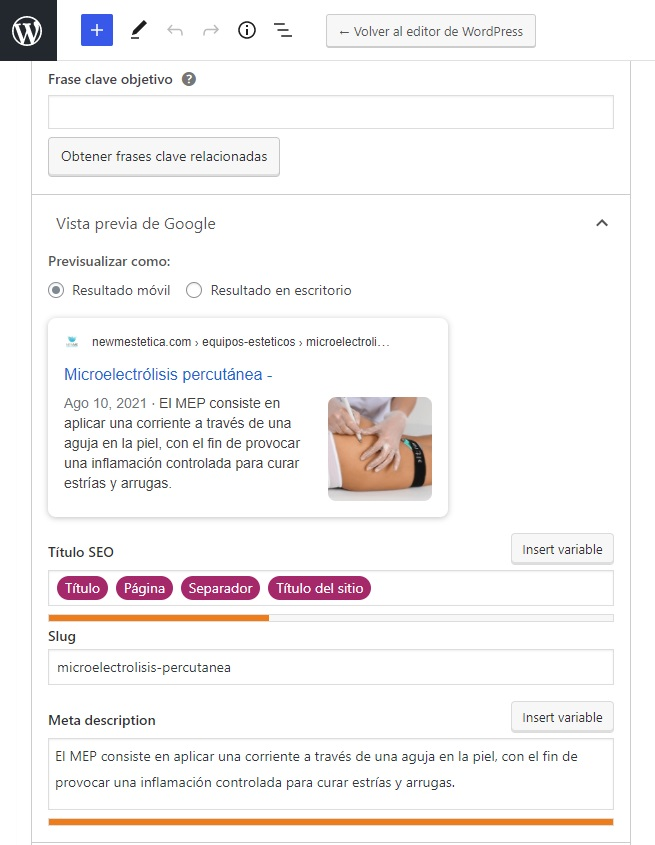 ← Volver al editor de WordPress
Frase clave objetivo ?
Obtener frases clave relacionadas
Vista previa de Google
Previsualizar como:
Resultado móvil Resultado en escritorio
newmestetica.com › equipos-esteticos › microelectroli…
Microelectrólisis percutánea -
Ago 10, 2021 · El MEP consiste en
aplicar una corriente a través de una
aguja en la piel, con el fin de provocar
una inflamación controlada para curar
estrías y arrugas.
Título SEO Insert variable
Título Página Separador Título del sitio
Slug
microelectrolisis-percutanea
Meta description Insert variable
El MEP consiste en aplicar una corriente a través de una aguja en la piel, con el fin de
provocar una inflamación controlada para curar estrías y arrugas.